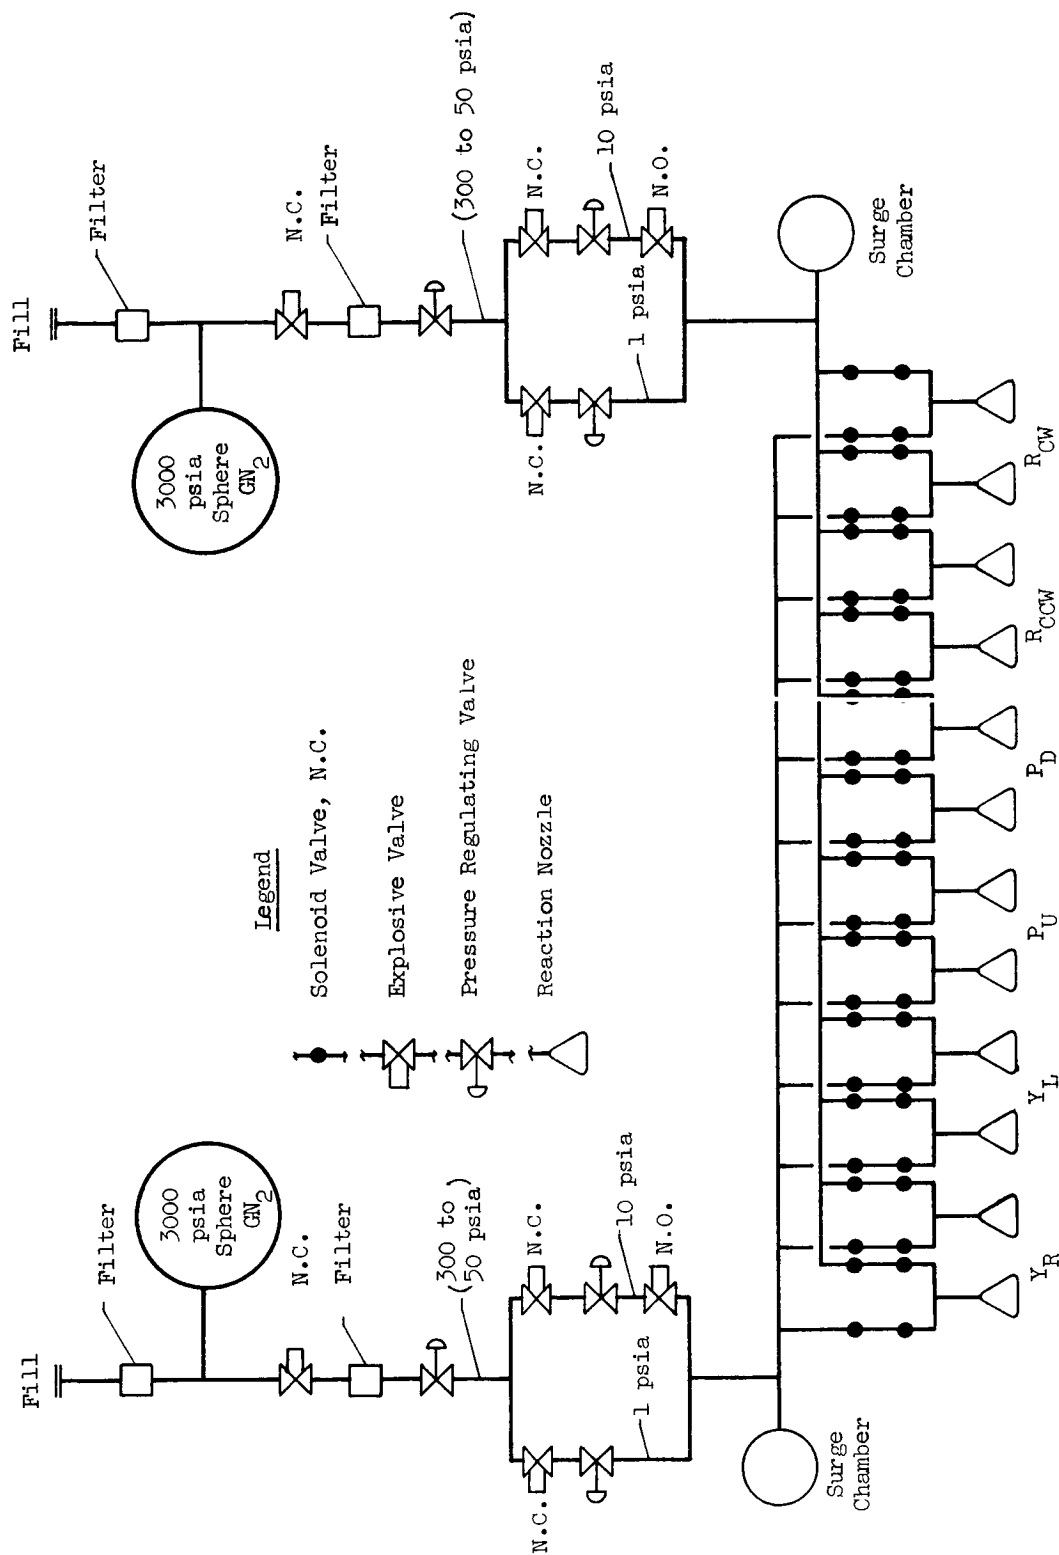 Fill
Filter
3000
psia
Sphere
GN2
N.C.
Filter
(300 to
50 psia)
N.C.
N.C.
10 psia
1 psia
N.O.
Surge
Chamber
Legend
Solenoid Valve, N.C.
Explosive Valve
Pressure Regulating Valve
Reaction Nozzle
Fill
Filter
3000
psia
Sphere
GN2
N.C.
Filter
(300 to 50 psia)
N.C.
N.C.
10 psia
1 psia
N.O.
Surge
Chamber
YR
YL
PU
PD
RCCW
RCW